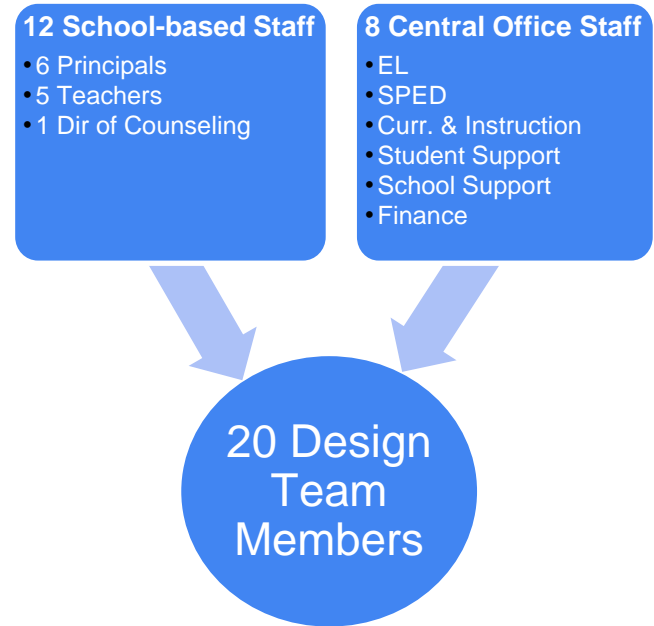 12 School-based Staff
• 6 Principals
• 5 Teachers
• 1 Dir of Counseling
8 Central Office Staff
• EL
• SPED
• Curr. & Instruction
• Student Support
• School Support
• Finance
20 Design
Team
Members